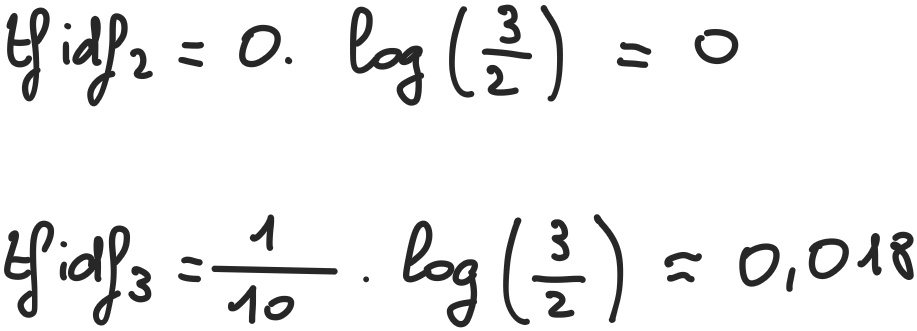 tfidf₂ = 0 · log(3/2) = 0
tfidf₃ = 1/10 · log(3/2) ≈ 0,018